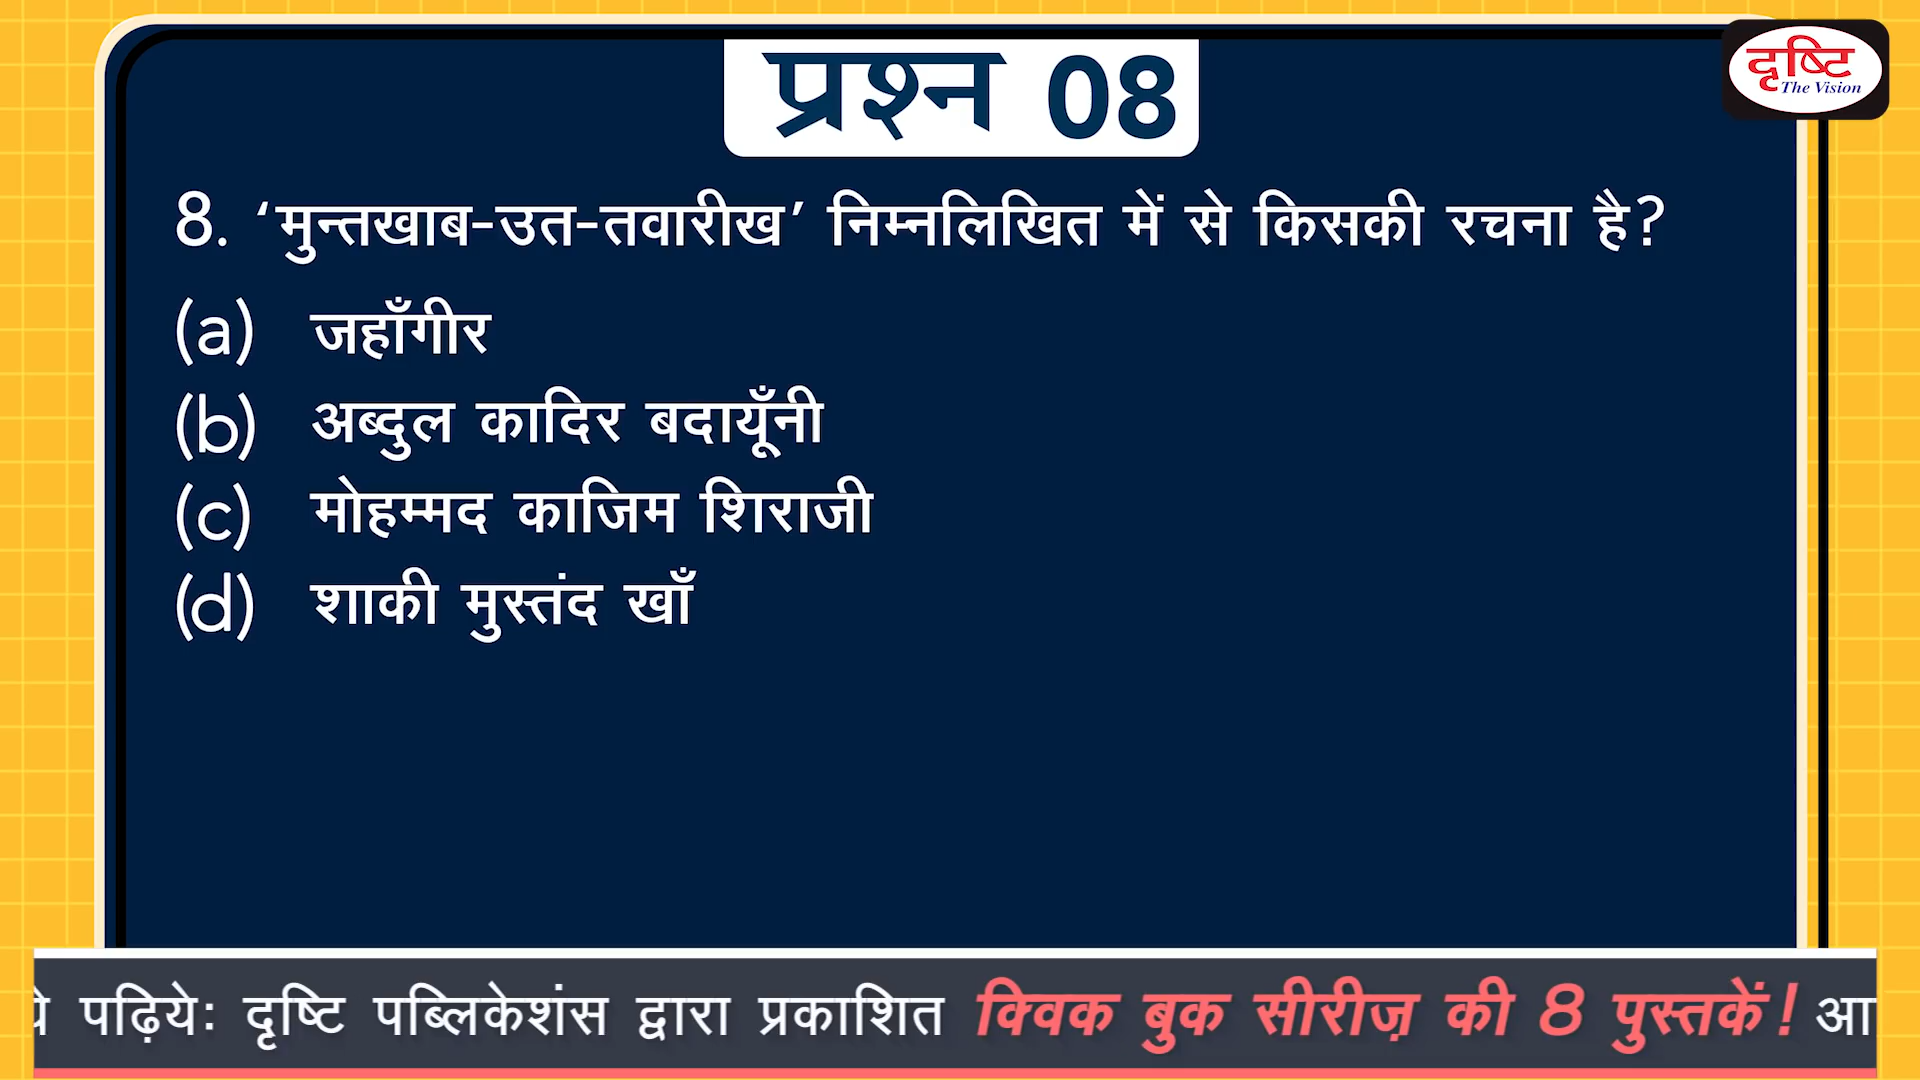 प्रश्न 08
दृष्टि
The Vision
8. ‘मुन्तखाब-उत-तवारीख’ निम्नलिखित में से किसकी रचना है?
(a) जहाँगीर
(b) अब्दुल कादिर बदायूँनी
(c) मोहम्मद काजिम शिराजी
(d) शाकी मुस्तंद खाँ
पढ़िये: दृष्टि पब्लिकेशंस द्वारा प्रकाशित क्विक बुक सीरीज़ की 8 पुस्तकें! आ